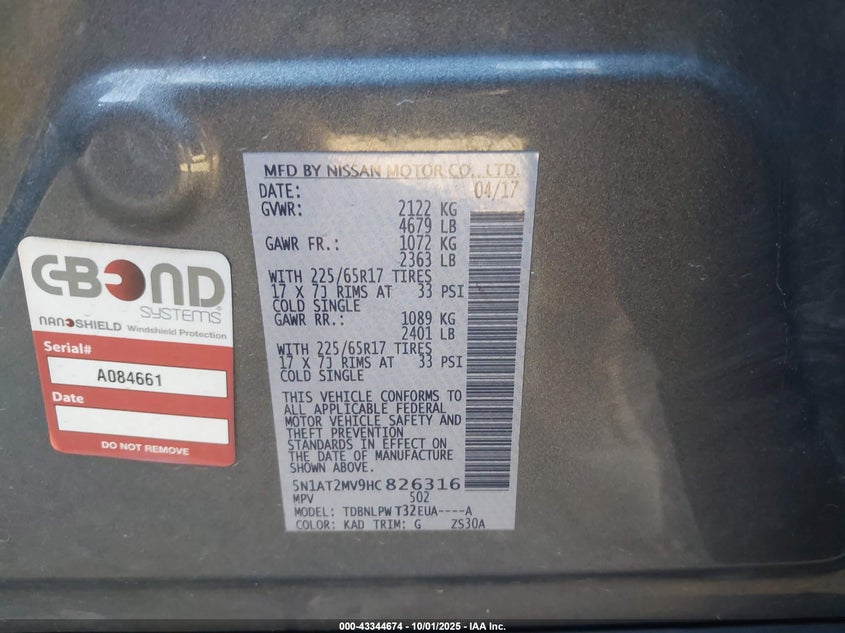 MFD BY NISSAN MOTOR CO., LTD.
DATE: 04/17
GVWR: 2122 KG
4679 LB
GAWR FR.: 1072 KG
2363 LB
WITH 225/65R17 TIRES
17 X 7J RIMS AT 33 PSI
COLD SINGLE
GAWR RR.: 1089 KG
2401 LB
WITH 225/65R17 TIRES
17 X 7J RIMS AT 33 PSI
COLD SINGLE
THIS VEHICLE CONFORMS TO
ALL APPLICABLE FEDERAL
MOTOR VEHICLE SAFETY AND
THEFT PREVENTION
STANDARDS IN EFFECT ON
THE DATE OF MANUFACTURE
SHOWN ABOVE.
5N1AT2MV9HC 826316
MPV 502
MODEL: TDBNLPW T32EUA----A
COLOR: KAD TRIM: G ZS30A
C-BOND
SYSTEMS®
NANOSHIELD Windshield Protection
Serial#
A084661
Date
DO NOT REMOVE
000-43344674 - 10/01/2025 - IAA Inc.